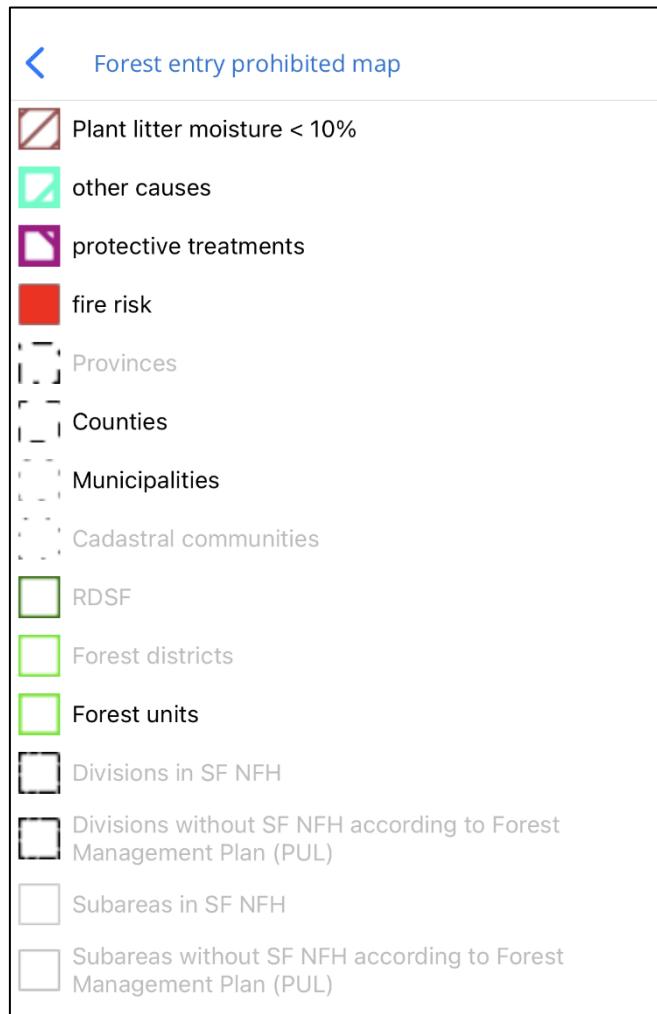 Forest entry prohibited map
Plant litter moisture < 10%
other causes
protective treatments
fire risk
Provinces
Counties
Municipalities
Cadastral communities
RDSF
Forest districts
Forest units
Divisions in SF NFH
Divisions without SF NFH according to Forest
Management Plan (PUL)
Subareas in SF NFH
Subareas without SF NFH according to Forest
Management Plan (PUL)